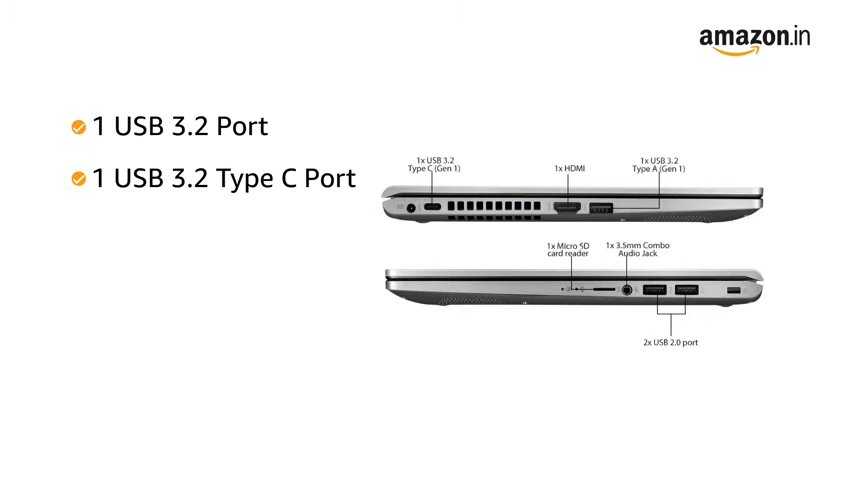 amazon.in
1 USB 3.2 Port
1 USB 3.2 Type C Port
1x USB 3.2
Type C (Gen 1)
1x HDMI
1x USB 3.2
Type A (Gen 1)
1x Micro SD
card reader
1x 3.5mm Combo
Audio Jack
2x USB 2.0 port